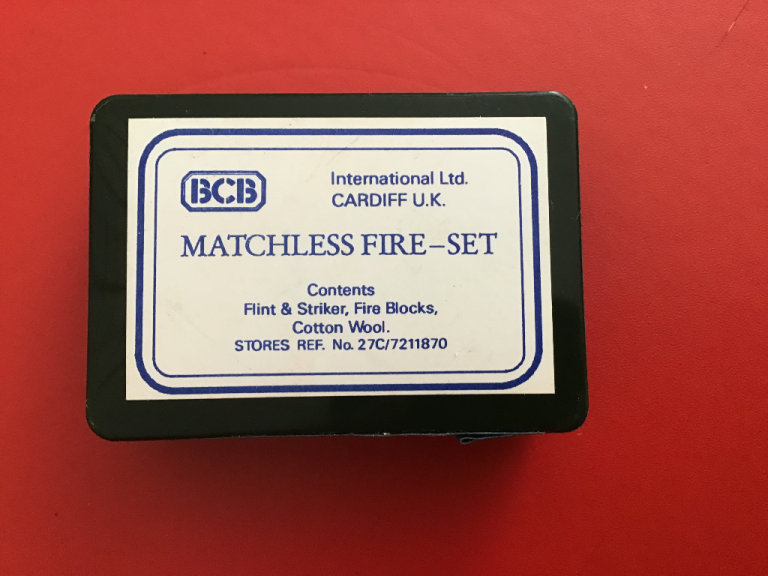 BCB
International Ltd.
CARDIFF U.K.
MATCHLESS FIRE-SET
Contents
Flint & Striker, Fire Blocks,
Cotton Wool.
STORES REF. No. 27C/7211870